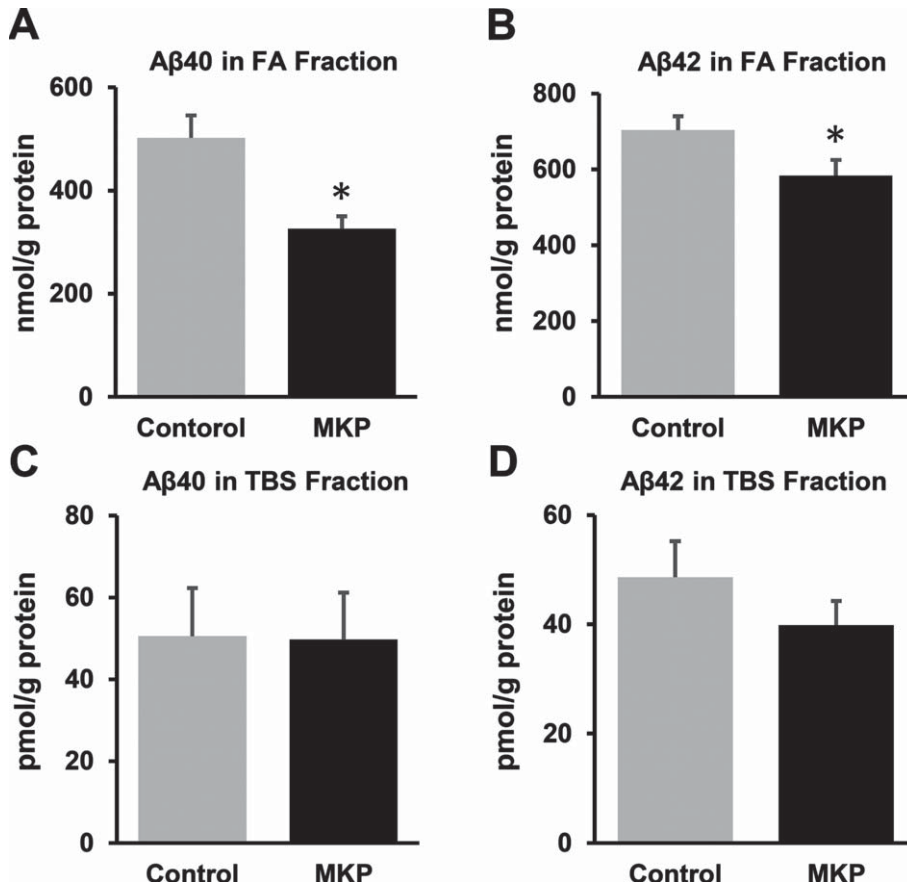 A
Aβ40 in FA Fraction
nmol/g protein
600
400
200
0
*
Contorol MKP
B
Aβ42 in FA Fraction
nmol/g protein
800
600
400
200
0
*
Control MKP
C
Aβ40 in TBS Fraction
pmol/g protein
80
60
40
20
0
Control MKP
D
Aβ42 in TBS Fraction
pmol/g protein
60
40
20
0
Control MKP